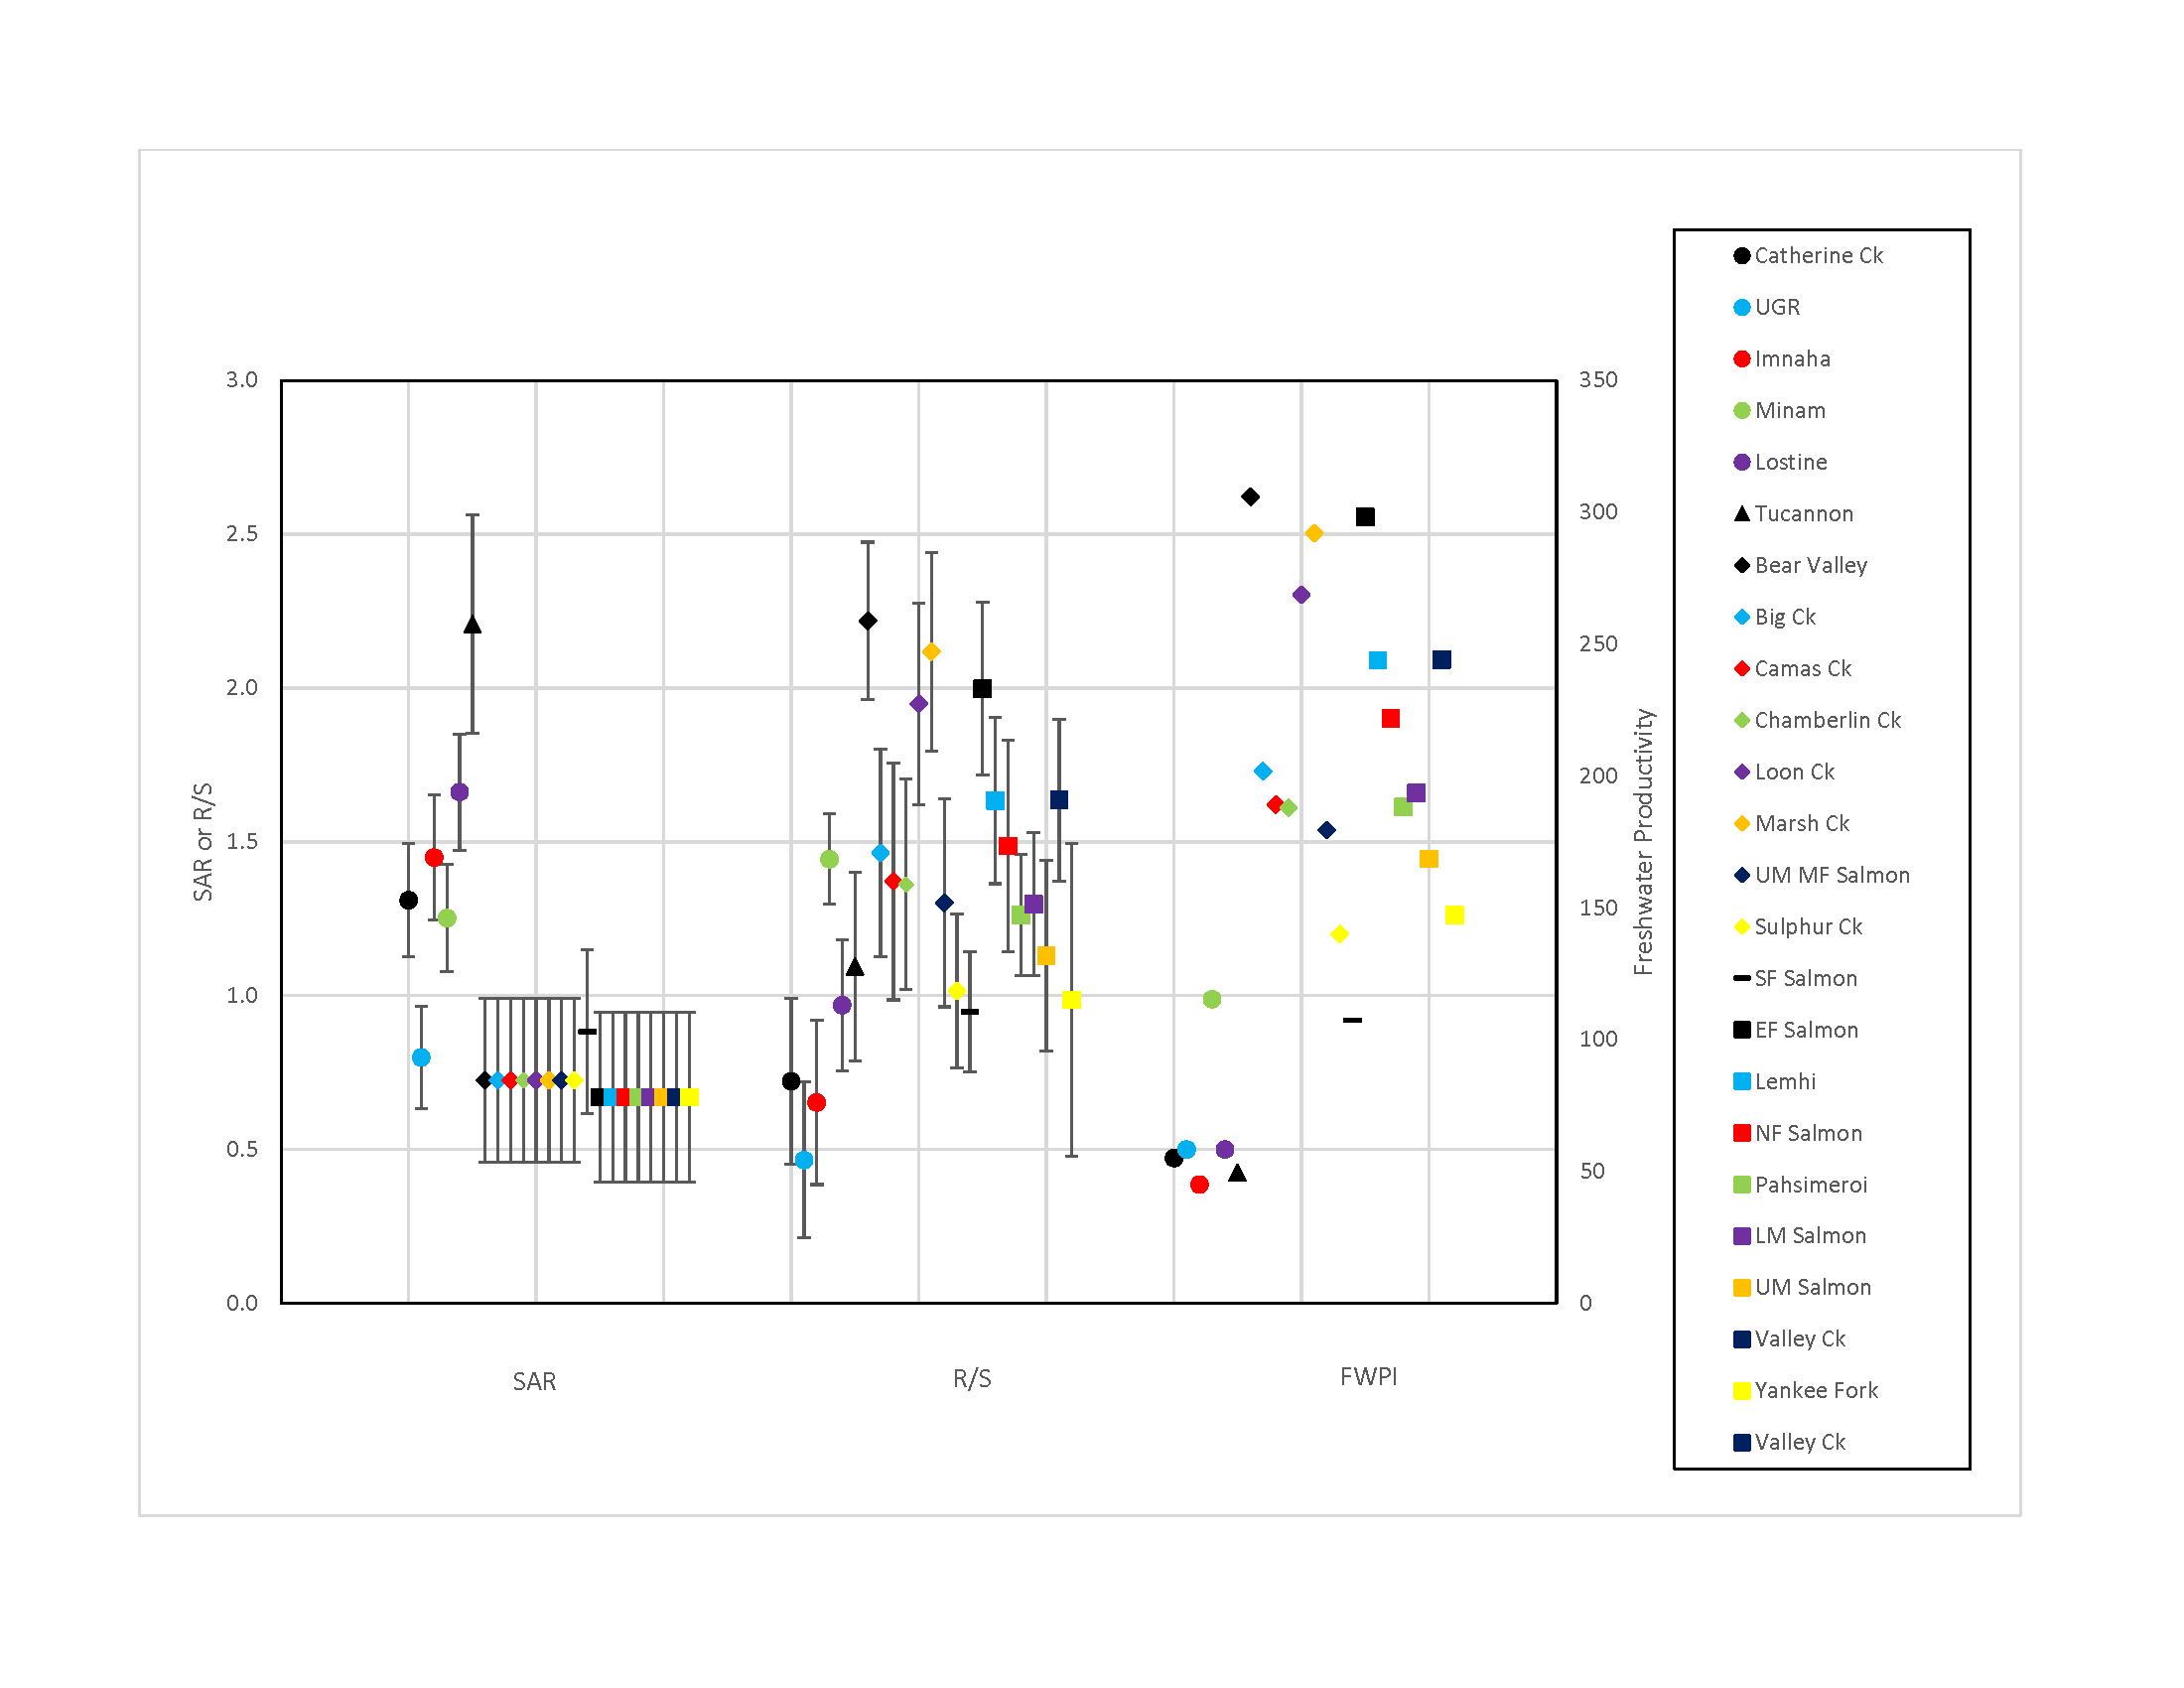 3.0
2.5
2.0
1.5
1.0
0.5
0.0
SAR or R/S
SAR
R/S
FWPI
350
300
250
200
150
100
50
0
Freshwater Productivity
Catherine Ck
UGR
Imnaha
Minam
Lostine
Tucannon
Bear Valley
Big Ck
Camas Ck
Chamberlin Ck
Loon Ck
Marsh Ck
UM MF Salmon
Sulphur Ck
SF Salmon
EF Salmon
Lemhi
NF Salmon
Pahsimeroi
LM Salmon
UM Salmon
Valley Ck
Yankee Fork
Valley Ck